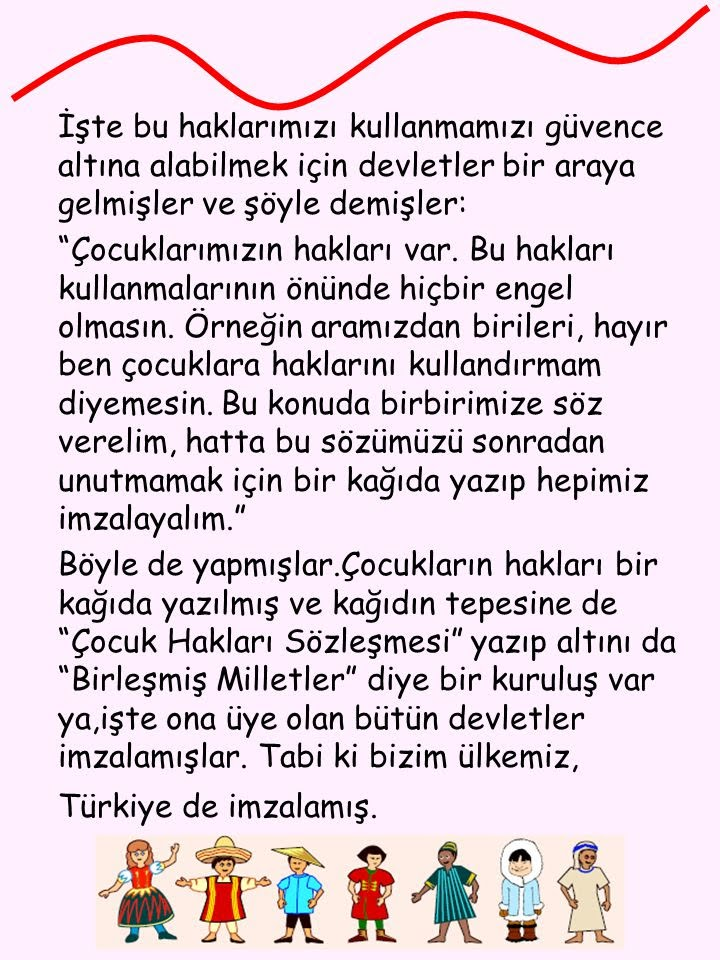 İşte bu haklarımızı kullanmamızı güvence
altına alabilmek için devletler bir araya
gelmişler ve şöyle demişler:
“Çocuklarımızın hakları var. Bu hakları
kullanmalarının önünde hiçbir engel
olmasın. Örneğin aramızdan birileri, hayır
ben çocuklara haklarını kullandırmam
diyemesin. Bu konuda birbirimize söz
verelim, hatta bu sözümüzü sonradan
unutmamak için bir kağıda yazıp hepimiz
imzalayalım.”
Böyle de yapmışlar.Çocukların hakları bir
kağıda yazılmış ve kağıdın tepesine de
“Çocuk Hakları Sözleşmesi” yazıp altını da
“Birleşmiş Milletler” diye bir kuruluş var
ya,işte ona üye olan bütün devletler
imzalamışlar. Tabi ki bizim ülkemiz,
Türkiye de imzalamış.